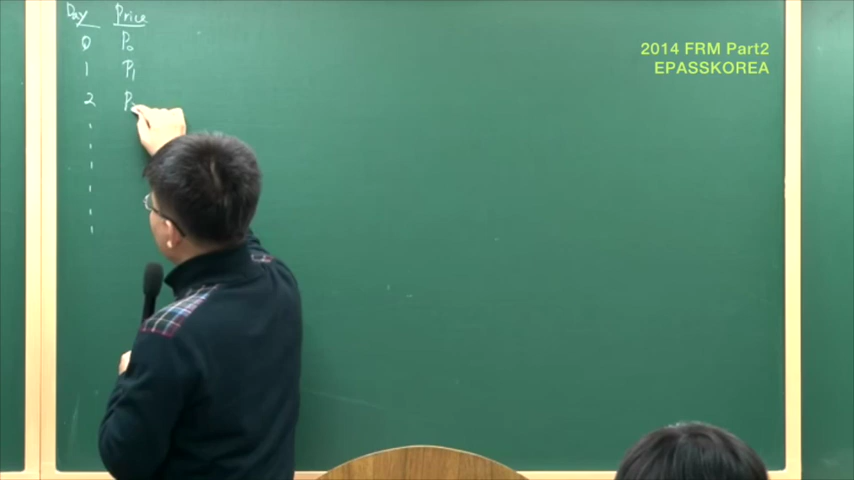 Day Price
0 P0
1 P1
2 P2
2014 FRM Part2
EPASSKOREA